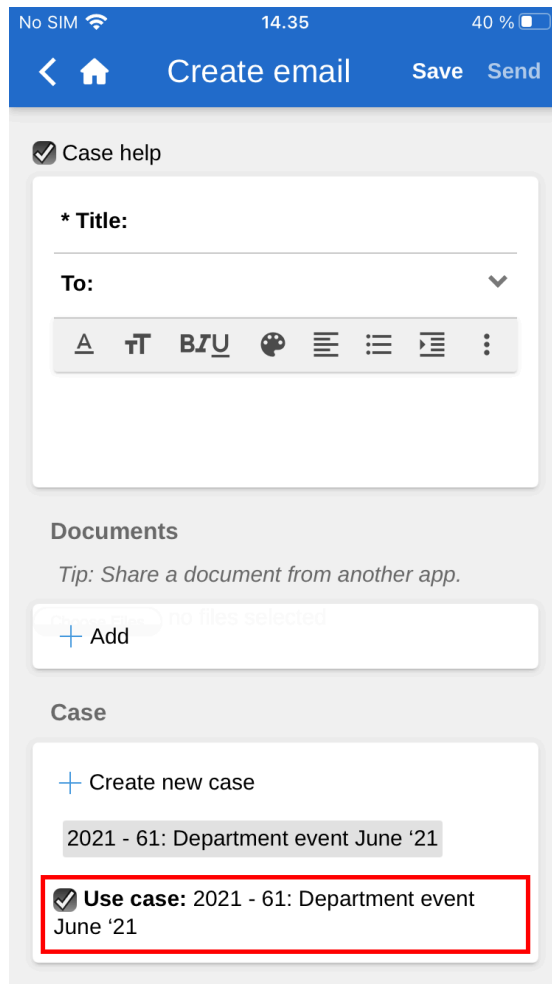 No SIM 14.35 40 %
Create email Save Send
Case help
* Title:
To:
A TT BIU
Documents
Tip: Share a document from another app.
no files selected
Add
Case
Create new case
2021 - 61: Department event June ‘21
Use case: 2021 - 61: Department event
June ‘21